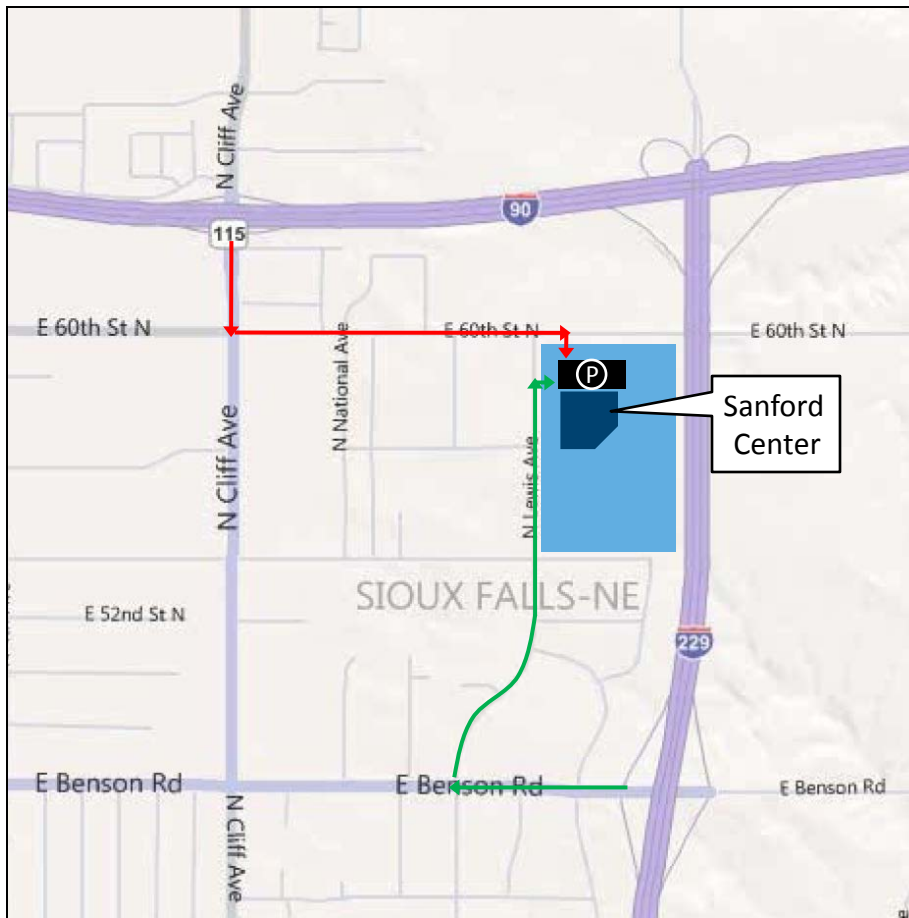 N Cliff Ave
90
115
E 60th St N
E 60th St N
E 60th St N
P
N National Ave
Sanford
Center
N Cliff Ave
N Lewis Ave
SIOUX FALLS-NE
E 52nd St N
229
E Benson Rd
E Benson Rd
E Benson Rd
N Cliff Ave